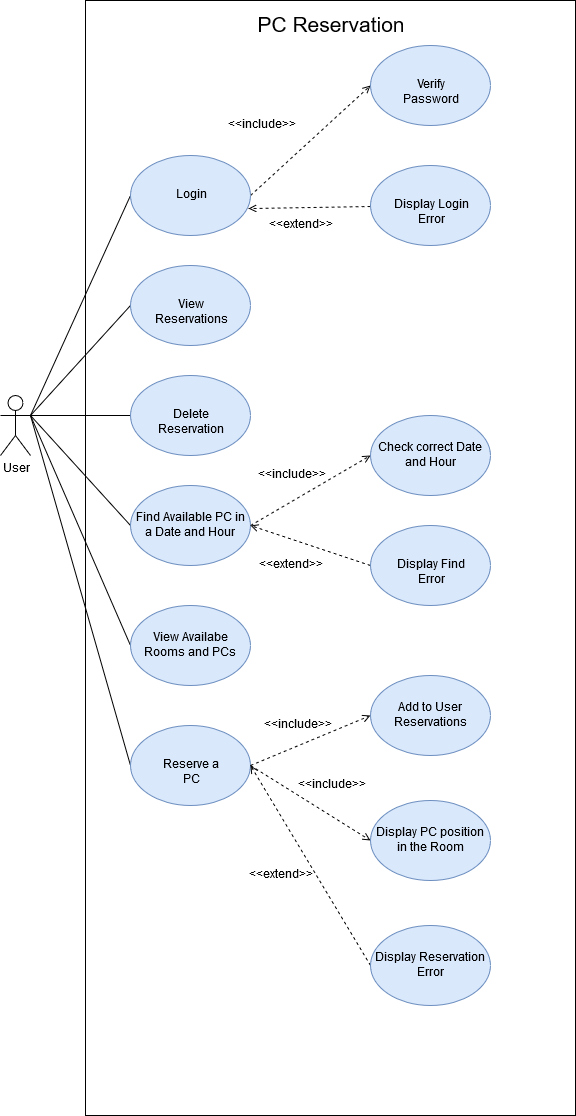 PC Reservation
Verify
Password
<<include>>
Login
Display Login
Error
<<extend>>
View
Reservations
Delete
Reservation
User
Check correct Date
and Hour
<<include>>
Find Available PC in
a Date and Hour
<<extend>>
Display Find
Error
View Availabe
Rooms and PCs
Add to User
Reservations
<<include>>
Reserve a
PC
<<include>>
Display PC position
in the Room
<<extend>>
Display Reservation
Error